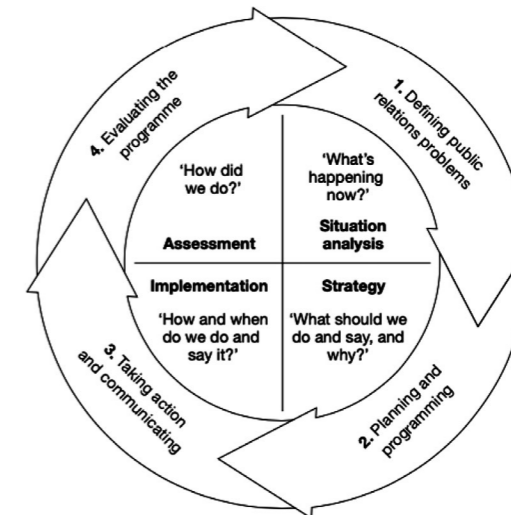 1. Defining public
relations problems
2. Planning and
programming
3. Taking action
and communicating
4. Evaluating the
programme
‘What’s
happening
now?’
Situation
analysis
Strategy
‘What should we
do and say, and
why?’
Implementation
‘How and when
do we do and
say it?’
‘How did
we do?’
Assessment